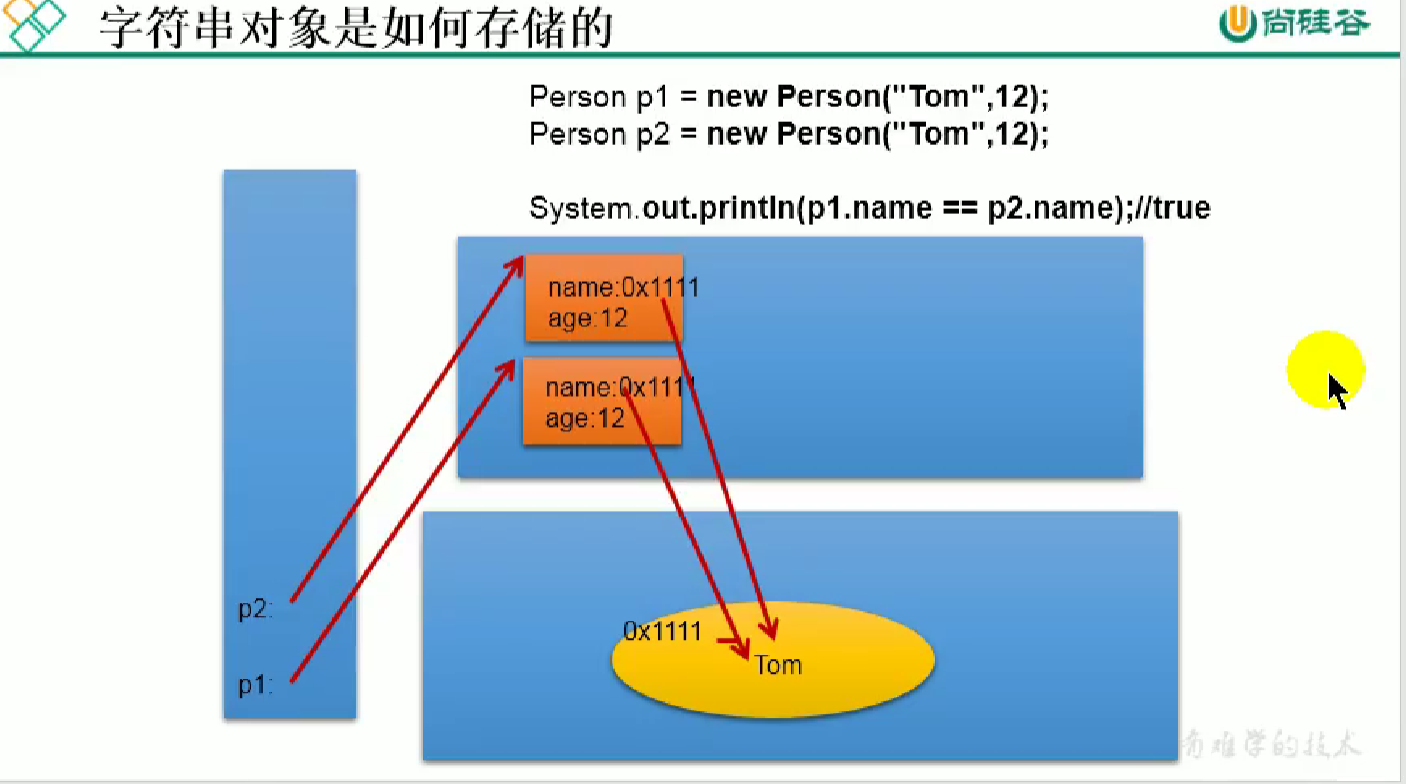 字符串对象是如何存储的
尚硅谷
Person p1 = new Person("Tom",12);
Person p2 = new Person("Tom",12);
System.out.println(p1.name == p2.name);//true
name:0x1111
age:12
name:0x1111
age:12
p2:
p1:
0x1111
Tom
难学的技术